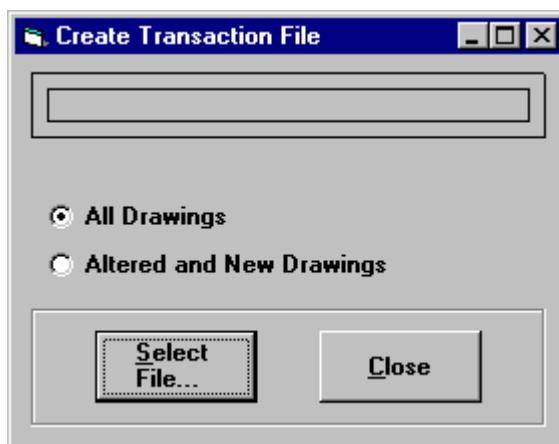 Create Transaction File
All Drawings
Altered and New Drawings
Select
File...
Close